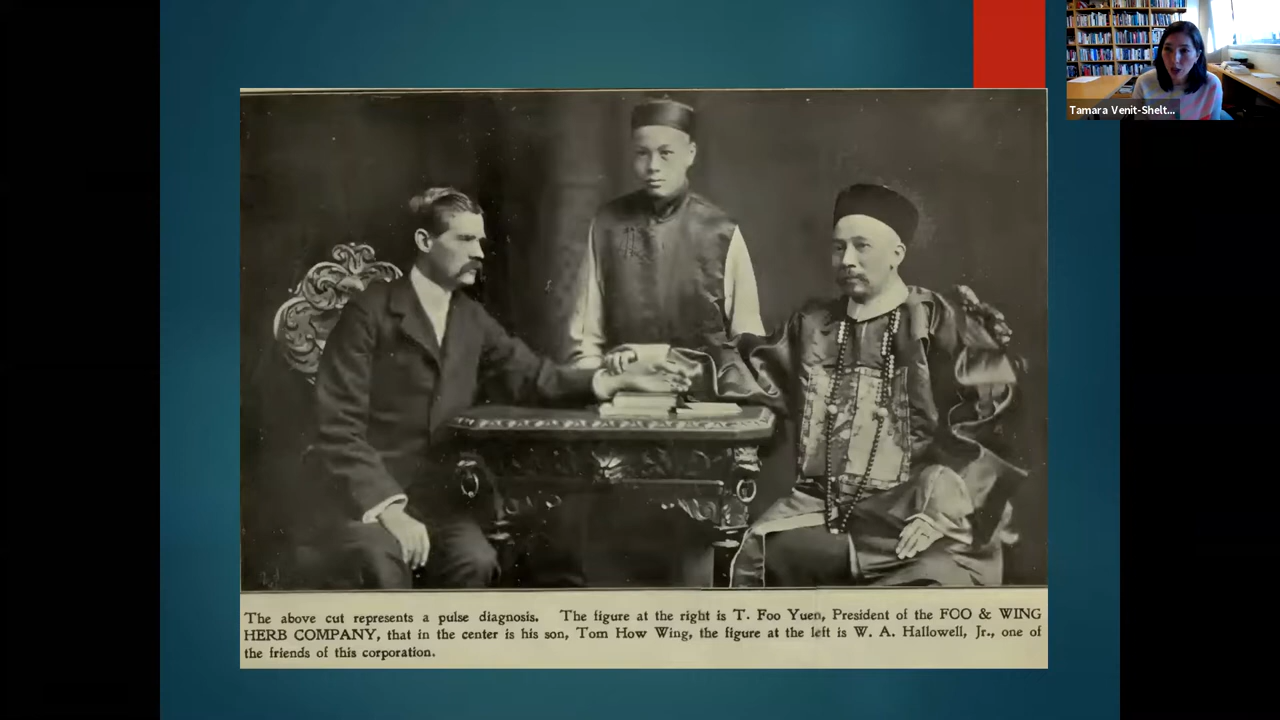 Tamara Venit-Shelt...
The above cut represents a pulse diagnosis. The figure at the right is T. Foo Yuen, President of the FOO & WING
HERB COMPANY, that in the center is his son, Tom How Wing, the figure at the left is W. A. Hallowell, Jr., one of
the friends of this corporation.